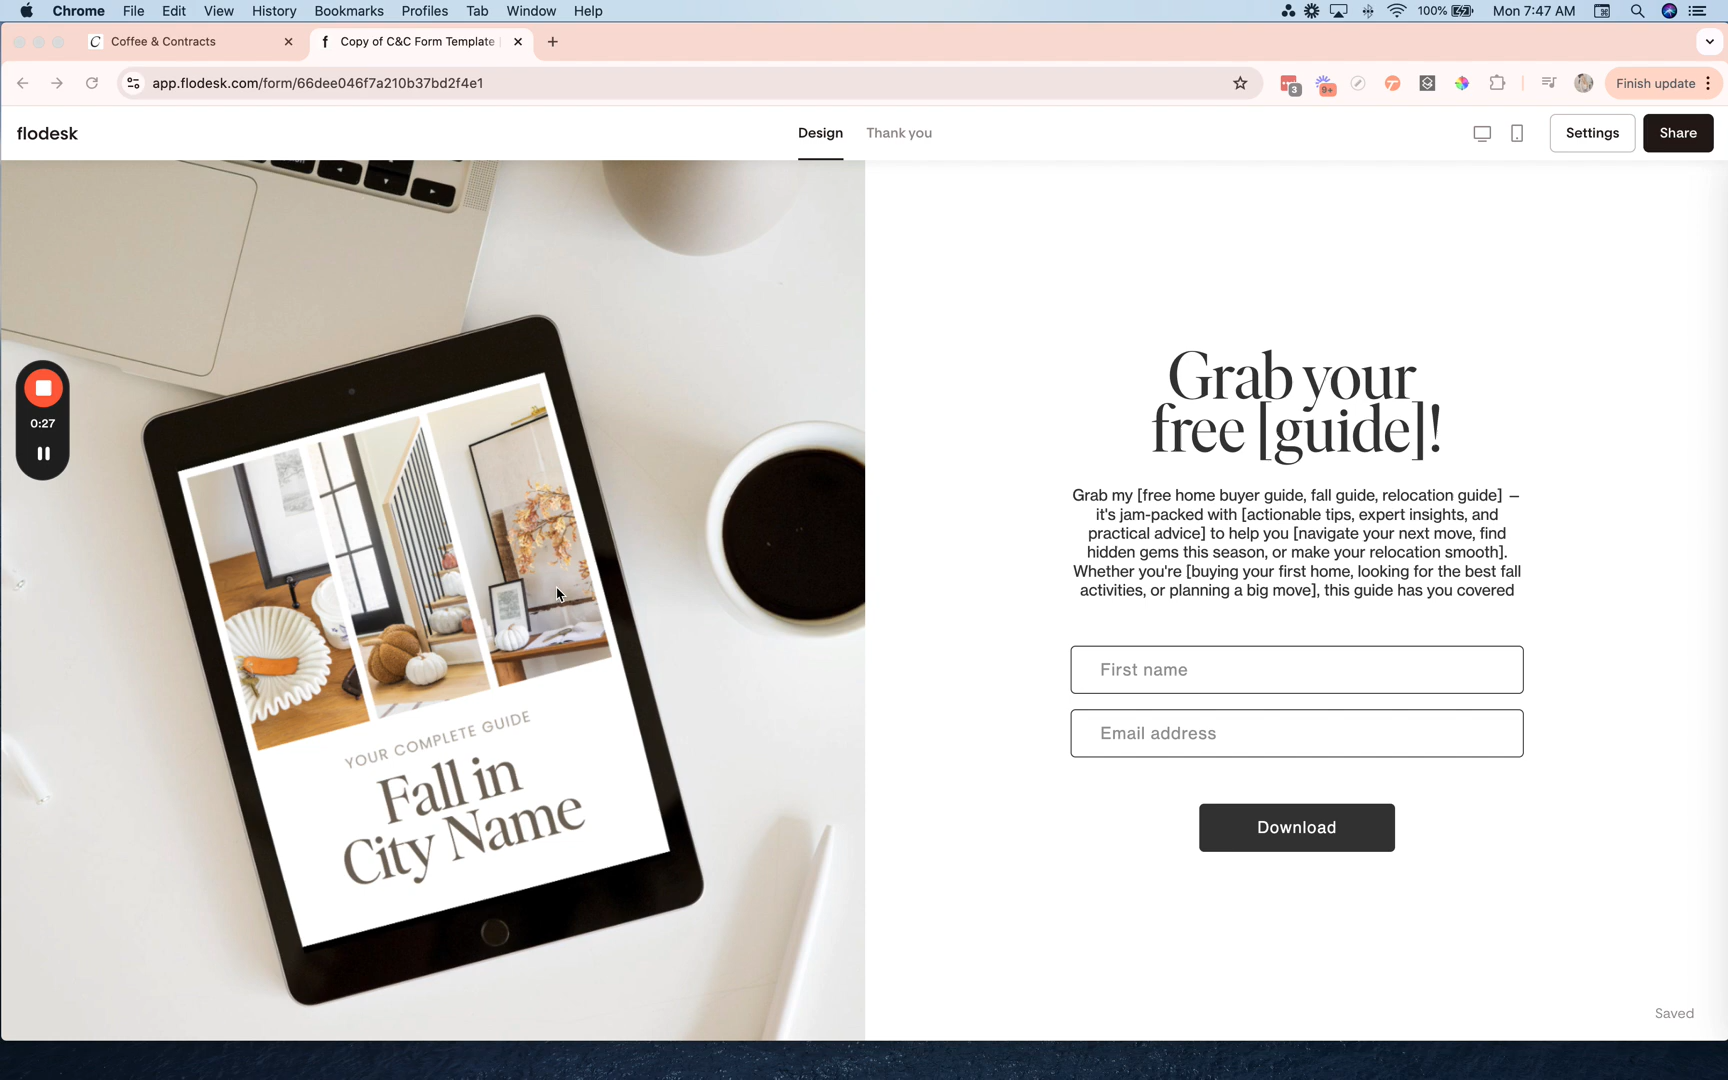 Chrome File Edit View History Bookmarks Profiles Tab Window Help
100% Mon 7:47 AM
Coffee & Contracts
f Copy of C&C Form Template
app.flodesk.com/form/66dee046f7a210b37bd2f4e1
3
9+
Finish update
flodesk
Design
Thank you
Settings
Share
0:27
YOUR COMPLETE GUIDE
Fall in
City Name
Grab your
free [guide]!
Grab my [free home buyer guide, fall guide, relocation guide] –
it's jam-packed with [actionable tips, expert insights, and
practical advice] to help you [navigate your next move, find
hidden gems this season, or make your relocation smooth].
Whether you're [buying your first home, looking for the best fall
activities, or planning a big move], this guide has you covered
First name
Email address
Download
Saved